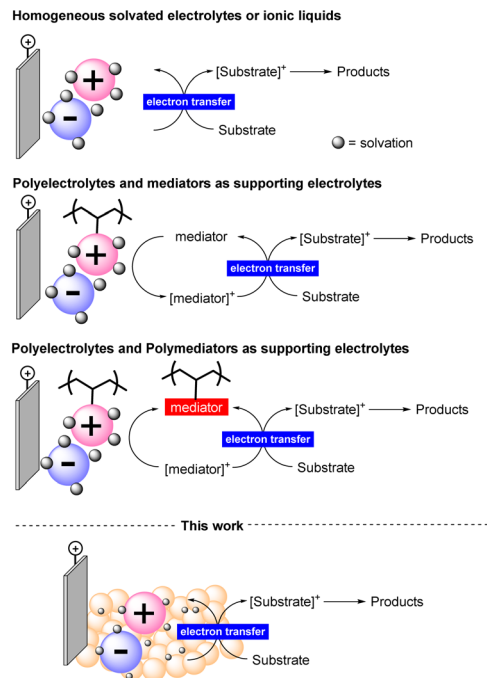 Homogeneous solvated electrolytes or ionic liquids
+
+
-
[Substrate]+ Products
electron transfer
Substrate
= solvation
Polyelectrolytes and mediators as supporting electrolytes
+
+
-
mediator [Substrate]+ Products
electron transfer
[mediator]+ Substrate
Polyelectrolytes and Polymediators as supporting electrolytes
+
mediator [Substrate]+ Products
+
electron transfer
-
[mediator]+ Substrate
This work
+
+
[Substrate]+ Products
electron transfer
-
Substrate